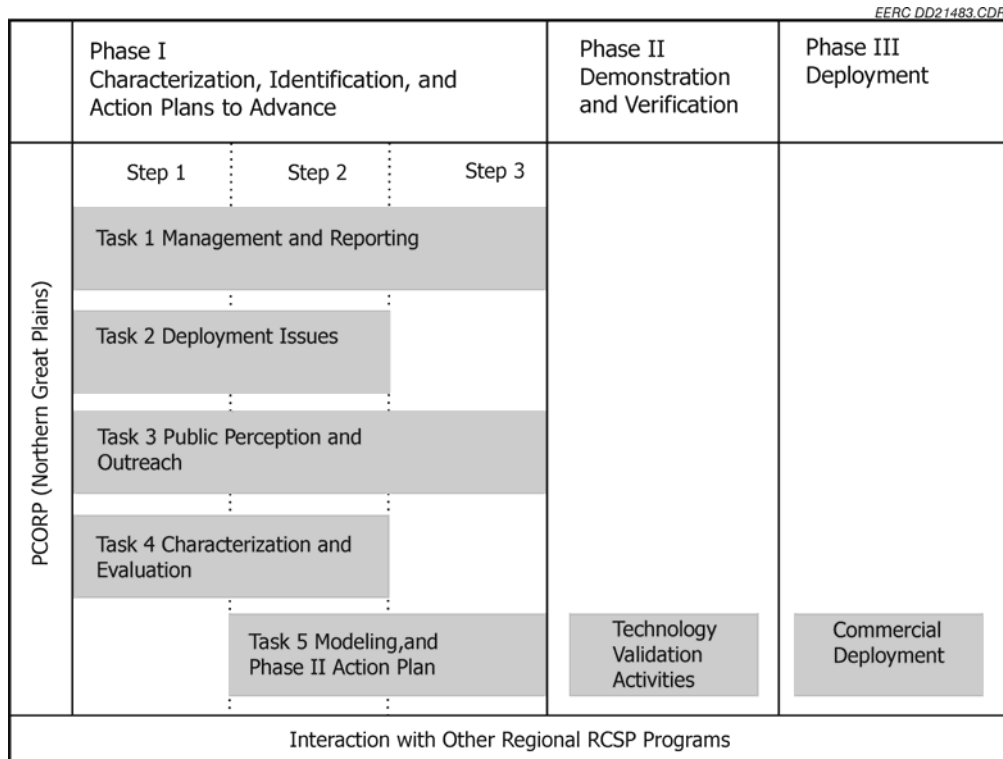 EERC DD21483.CDR
Phase I
Characterization, Identification, and
Action Plans to Advance
Phase II
Demonstration
and Verification
Phase III
Deployment
PCORP (Northern Great Plains)
Step 1
Step 2
Step 3
Task 1 Management and Reporting
Task 2 Deployment Issues
Task 3 Public Perception and
Outreach
Task 4 Characterization and
Evaluation
Task 5 Modeling,and
Phase II Action Plan
Technology
Validation
Activities
Commercial
Deployment
Interaction with Other Regional RCSP Programs